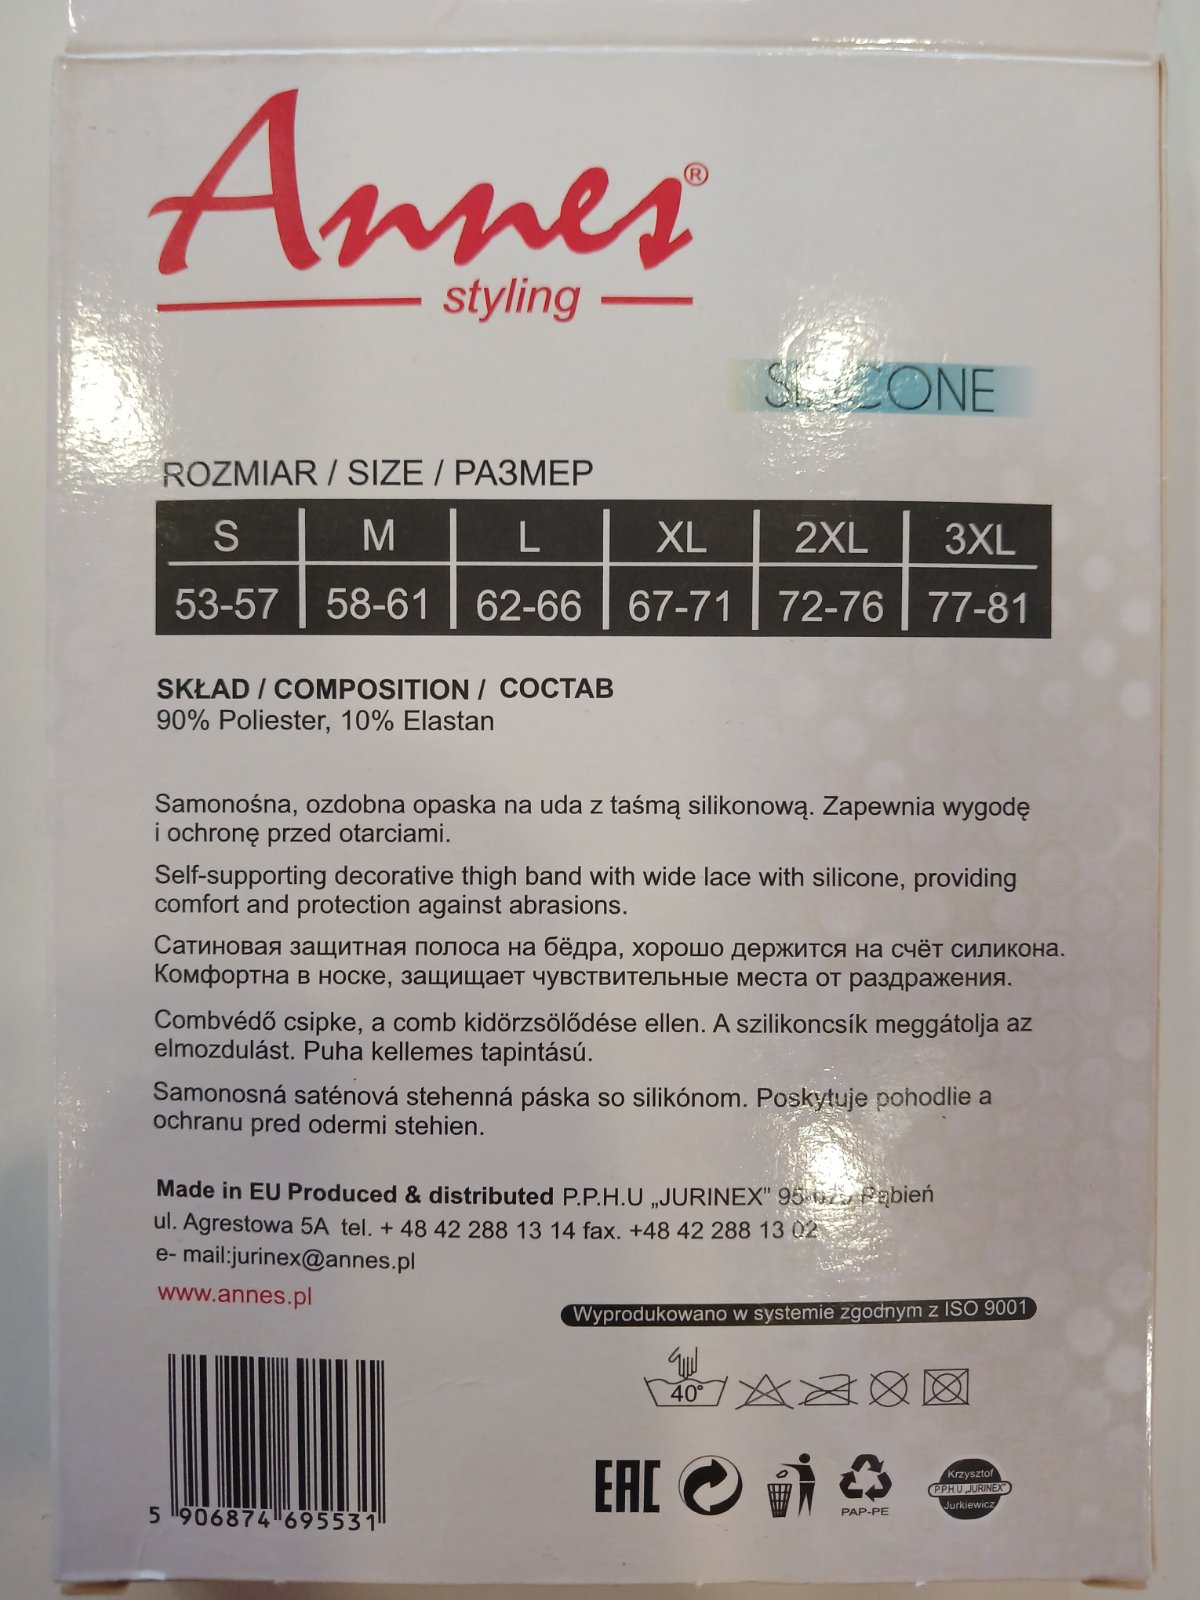 Annes®
styling
SILICONE
ROZMIAR / SIZE / РАЗМЕР
S M L XL 2XL 3XL
53-57 58-61 62-66 67-71 72-76 77-81
SKŁAD / COMPOSITION / СОСТАВ
90% Poliester, 10% Elastan
Samonośna, ozdobna opaska na uda z taśmą silikonową. Zapewnia wygodę
i ochronę przed otarciami.
Self-supporting decorative thigh band with wide lace with silicone, providing
comfort and protection against abrasions.
Сатиновая защитная полоса на бёдра, хорошо держится на счёт силикона.
Комфортна в носке, защищает чувствительные места от раздражения.
Combvédő csipke, a comb kidörzsölődése ellen. A szilikoncsík meggátolja az
elmozdulást. Puha kellemes tapintású.
Samonosná saténová stehenná páska so silikónom. Poskytuje pohodlie a
ochranu pred odermi stehien.
Made in EU Produced & distributed P.P.H.U „JURINEX” Rąbień
ul. Agrestowa 5A tel. + 48 42 288 13 14 fax. +48 42 288 13 02
e- mail:jurinex@annes.pl
www.annes.pl
Wyprodukowano w systemie zgodnym z ISO 9001
40°
EAC
PAP-PE
Krzysztof
P.P.H.U „JURINEX”
Jurkiewicz
5 906874 695531